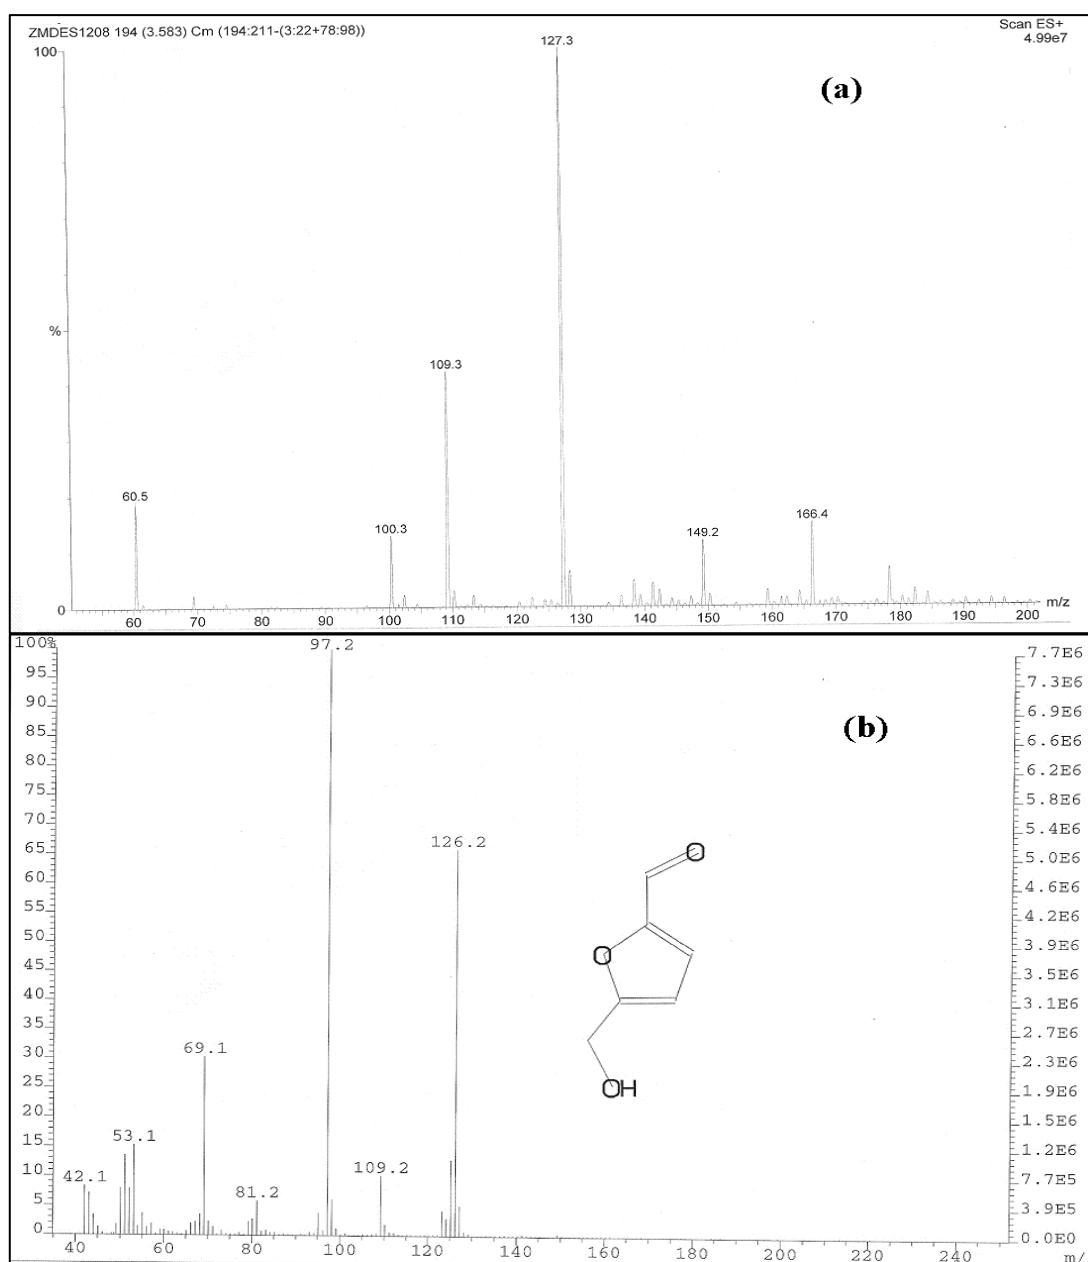 ZMDES1208 194 (3.583) Cm (194:211-(3:22+78:98))
Scan ES+
4.99e7
100
127.3
(a)
%
109.3
60.5
100.3
149.2
166.4
0
m/z
60 70 80 90 100 110 120 130 140 150 160 170 180 190 200
100%
97.2
7.7E6
95
7.3E6
90
6.9E6
(b)
85
6.6E6
80
6.2E6
75
5.8E6
70
5.4E6
126.2
65
5.0E6
O
60
4.6E6
55
4.2E6
50
3.9E6
O
45
3.5E6
40
3.1E6
35
2.7E6
69.1
30
2.3E6
25
1.9E6
OH
20
1.5E6
53.1
15
1.2E6
109.2
10
7.7E5
42.1
81.2
5
3.9E5
0
0.0E0
40 60 80 100 120 140 160 180 200 220 240 m/